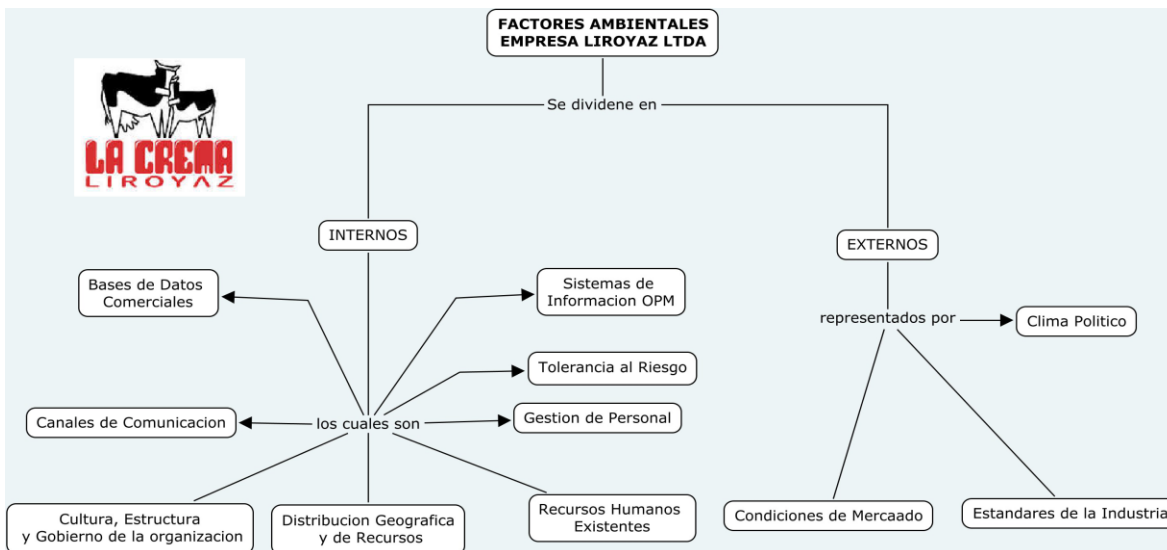 FACTORES AMBIENTALES
EMPRESA LIROYAZ LTDA
Se dividene en
LA CREMA
LIROYAZ
INTERNOS
EXTERNOS
Bases de Datos
Comerciales
Sistemas de
Informacion OPM
representados por
Clima Politico
Tolerancia al Riesgo
Canales de Comunicacion
los cuales son
Gestion de Personal
Cultura, Estructura
y Gobierno de la organizacion
Distribucion Geografica
y de Recursos
Recursos Humanos
Existentes
Condiciones de Mercaado
Estandares de la Industria